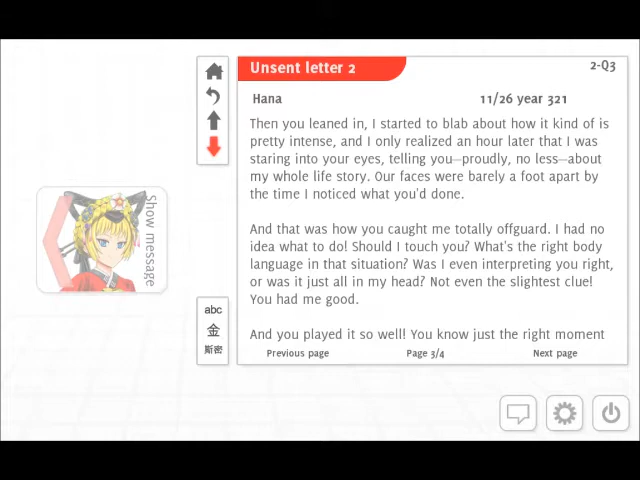 Unsent letter 2
2-Q3
Hana
11/26 year 321
Then you leaned in, I started to blab about how it kind of is
pretty intense, and I only realized an hour later that I was
staring into your eyes, telling you—proudly, no less—about
my whole life story. Our faces were barely a foot apart by
the time I noticed what you'd done.
And that was how you caught me totally offguard. I had no
idea what to do! Should I touch you? What's the right body
language in that situation? Was I even interpreting you right,
or was it just all in my head? Not even the slightest clue!
You had me good.
And you played it so well! You know just the right moment
Previous page
Page 3/4
Next page
Show message
abc
金
斯密